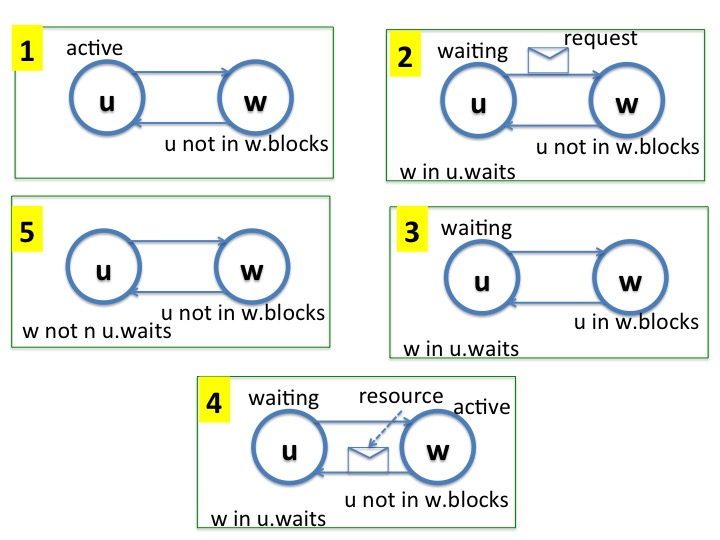 1
active
u
w
u not in w.blocks
2
waiting
request
u
w
u not in w.blocks
w in u.waits
5
u
w
u not in w.blocks
w not n u.waits
3
waiting
u
w
u in w.blocks
w in u.waits
4
waiting
resource
active
u
w
u not in w.blocks
w in u.waits